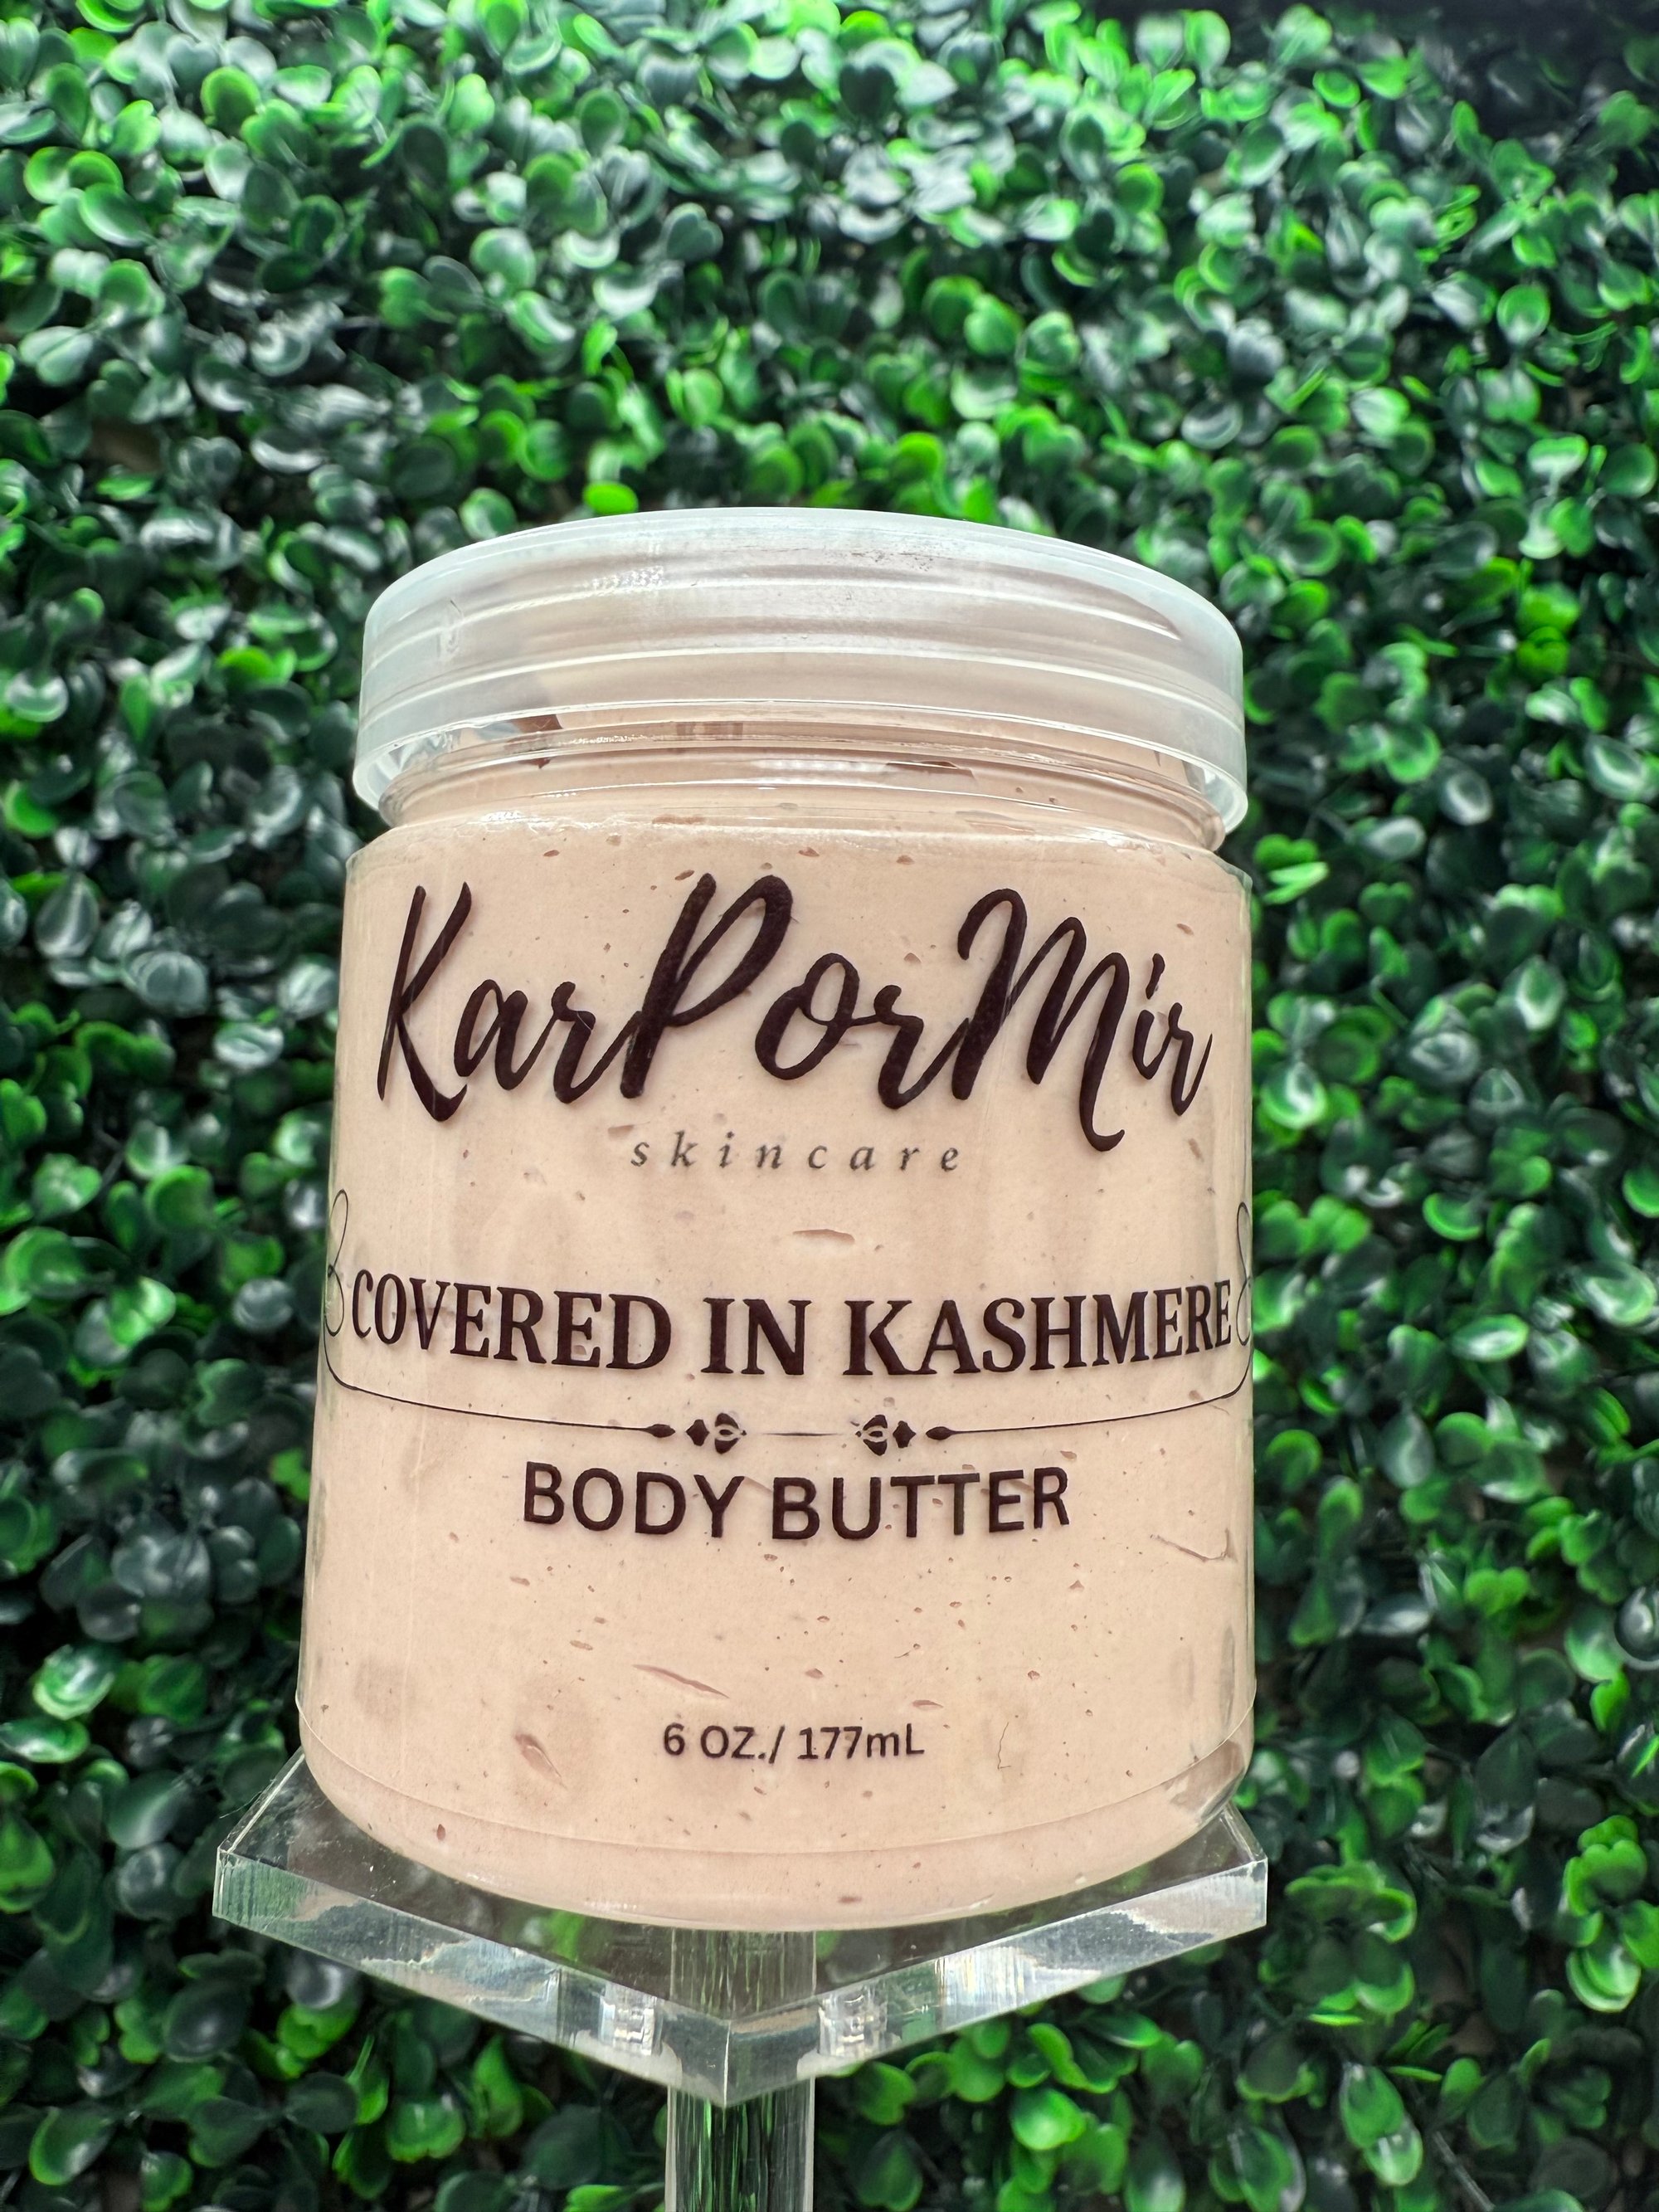 KarPorMir
skincare
COVERED IN KASHMERE
BODY BUTTER
6 OZ./ 177mL